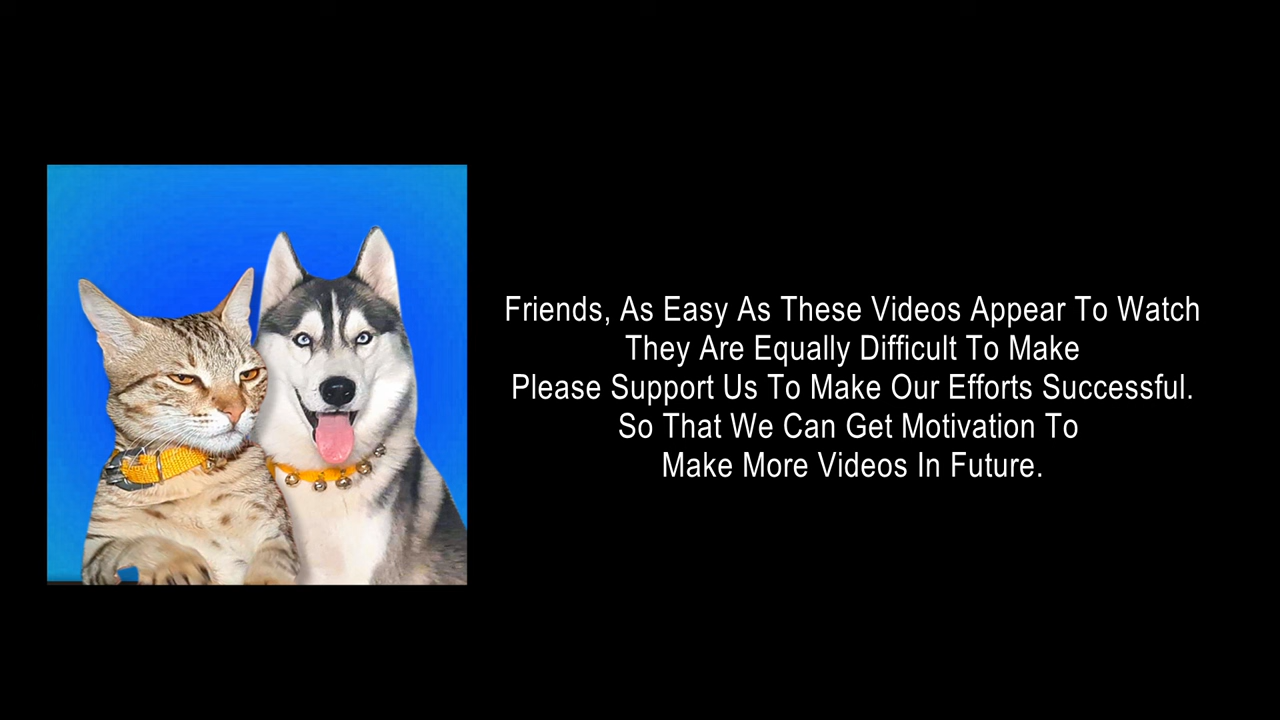 Friends, As Easy As These Videos Appear To Watch
They Are Equally Difficult To Make
Please Support Us To Make Our Efforts Successful.
So That We Can Get Motivation To
Make More Videos In Future.